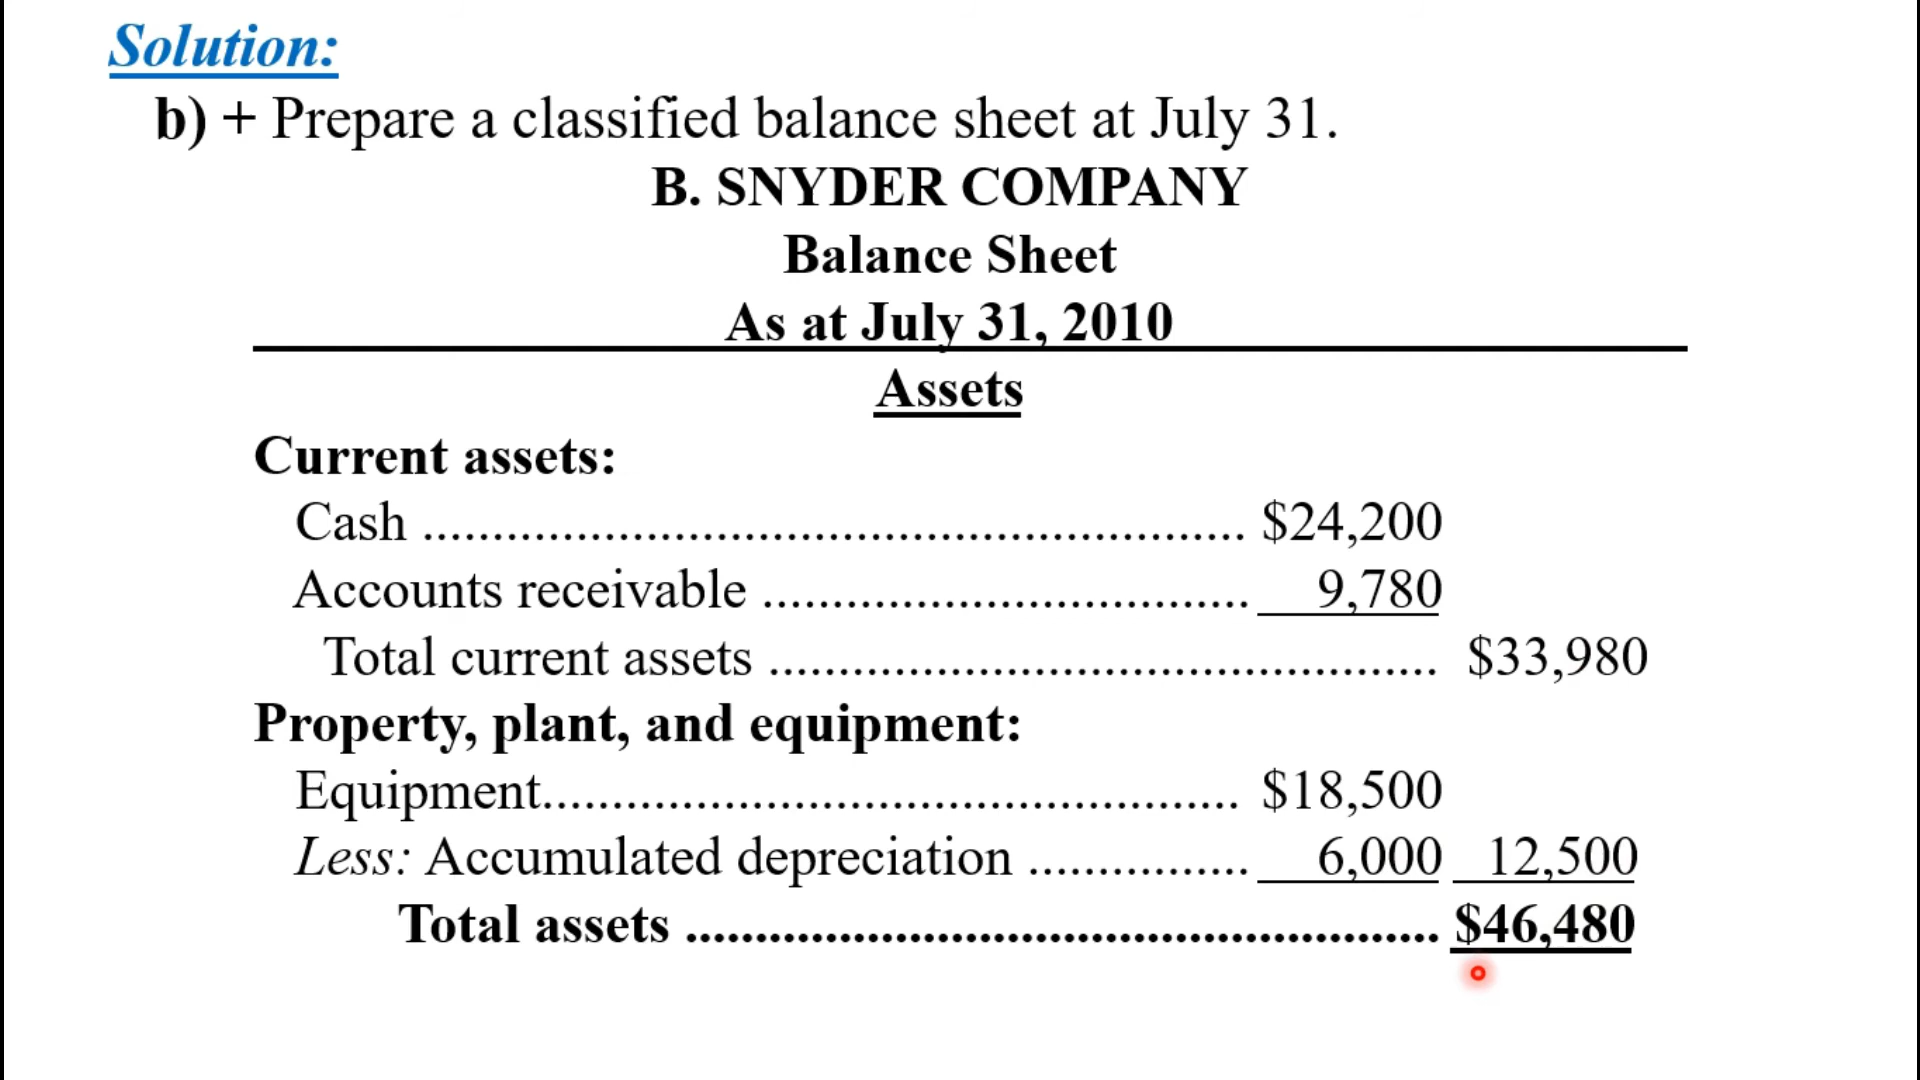 Solution:
b) + Prepare a classified balance sheet at July 31.
B. SNYDER COMPANY
Balance Sheet
As at July 31, 2010
Assets
Current assets:
Cash ........................................................... $24,200
Accounts receivable ................................... 9,780
Total current assets ................................................ $33,980
Property, plant, and equipment:
Equipment.................................................. $18,500
Less: Accumulated depreciation ................ 6,000 12,500
Total assets ...................................................... $46,480